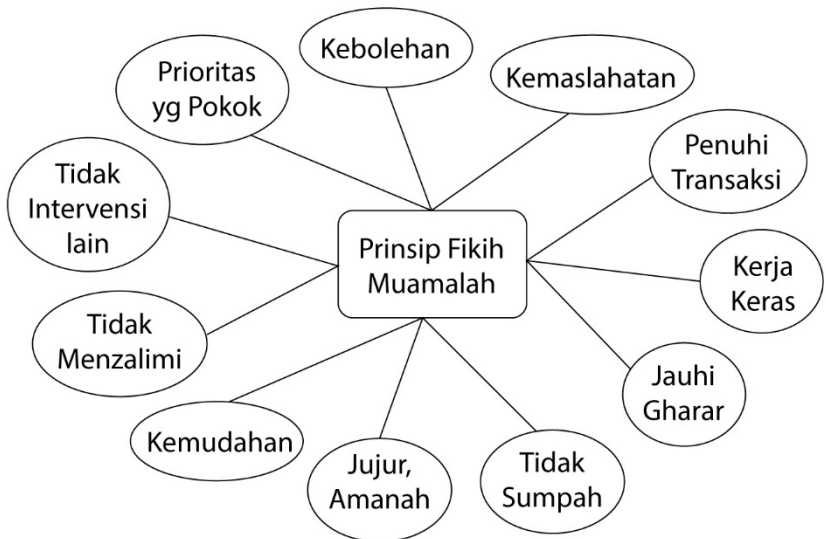 Kebolehan
Kemaslahatan
Penuhi
Transaksi
Kerja
Keras
Jauhi
Gharar
Tidak
Sumpah
Jujur,
Amanah
Kemudahan
Tidak
Menzalimi
Tidak
Intervensi
lain
Prioritas
yg Pokok
Prinsip Fikih
Muamalah